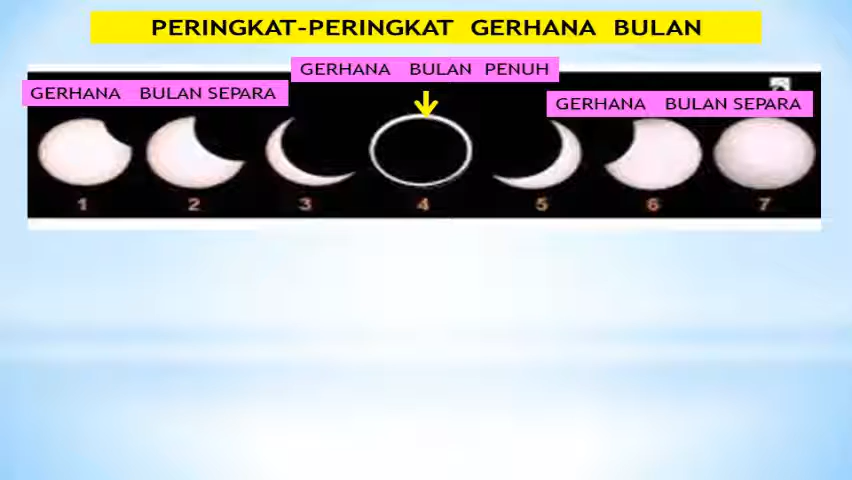 PERINGKAT-PERINGKAT GERHANA BULAN
GERHANA BULAN PENUH
GERHANA BULAN SEPARA
GERHANA BULAN SEPARA
1 2 3 4 5 6 7